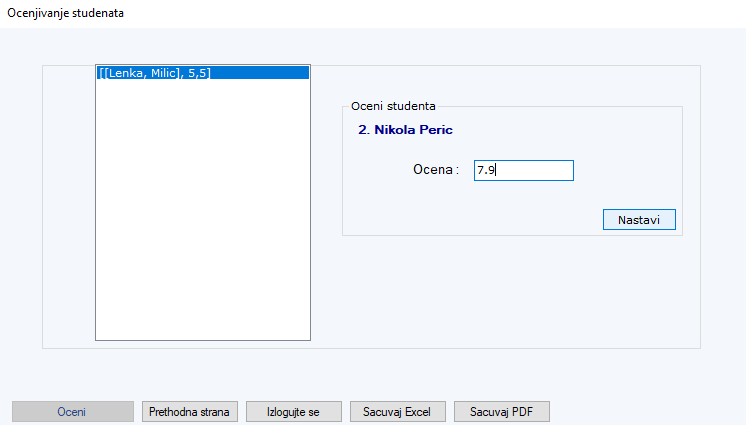 Ocenjivanje studenata
[[Lenka, Milic], 5,5]
Oceni studenta
2. Nikola Peric
Ocena : 7.9
Nastavi
Oceni Prethodna strana Izlogujte se Sacuvaj Excel Sacuvaj PDF